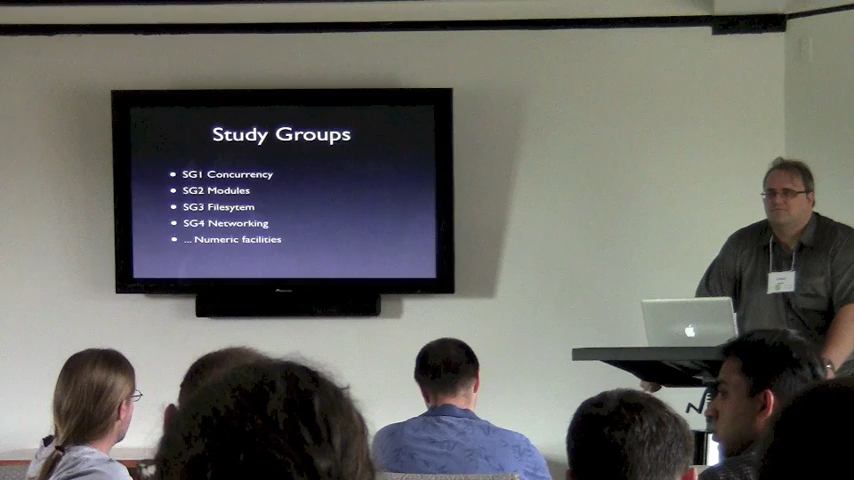 Study Groups
• SG1 Concurrency
• SG2 Modules
• SG3 Filesytem
• SG4 Networking
• ... Numeric facilities